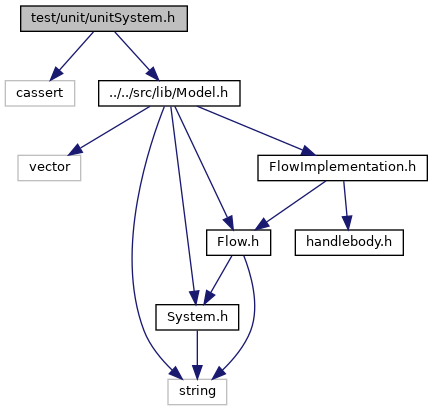 test/unit/unitSystem.h
cassert
../../src/lib/Model.h
vector
FlowImplementation.h
Flow.h
handlebody.h
System.h
string